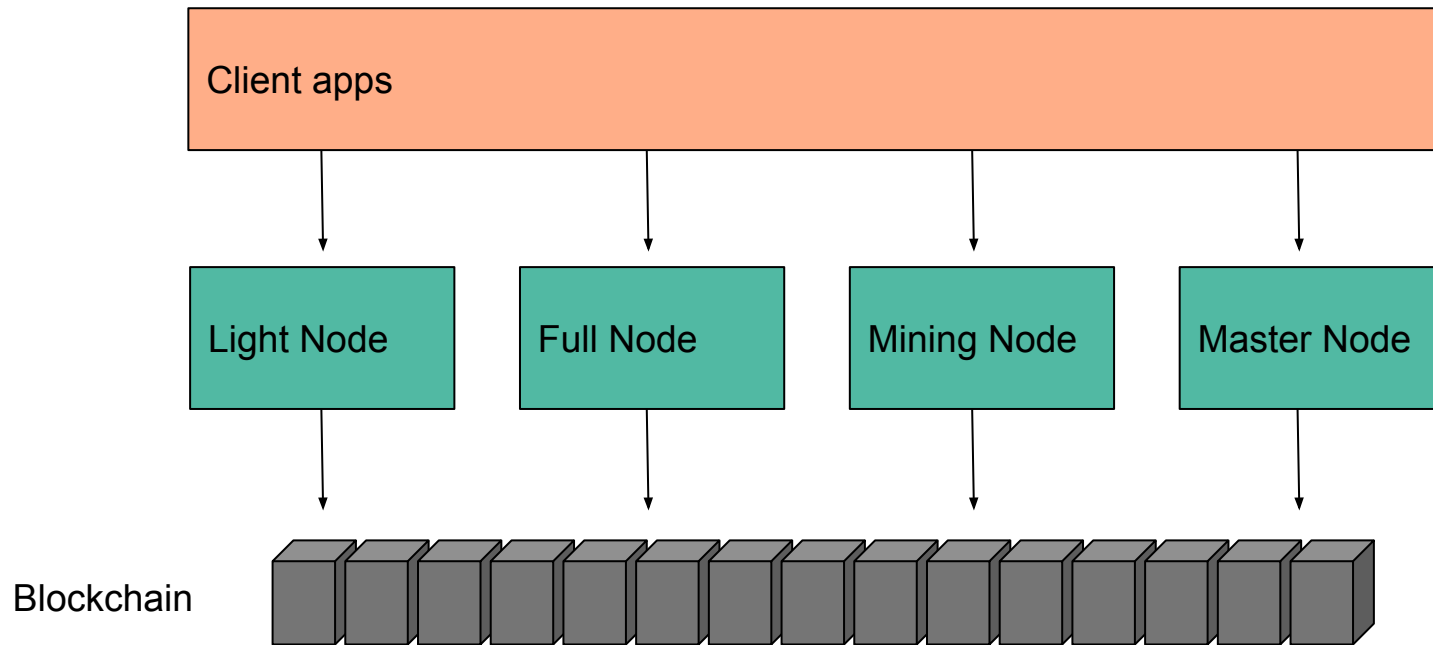 Client apps
Light Node
Full Node
Mining Node
Master Node
Blockchain